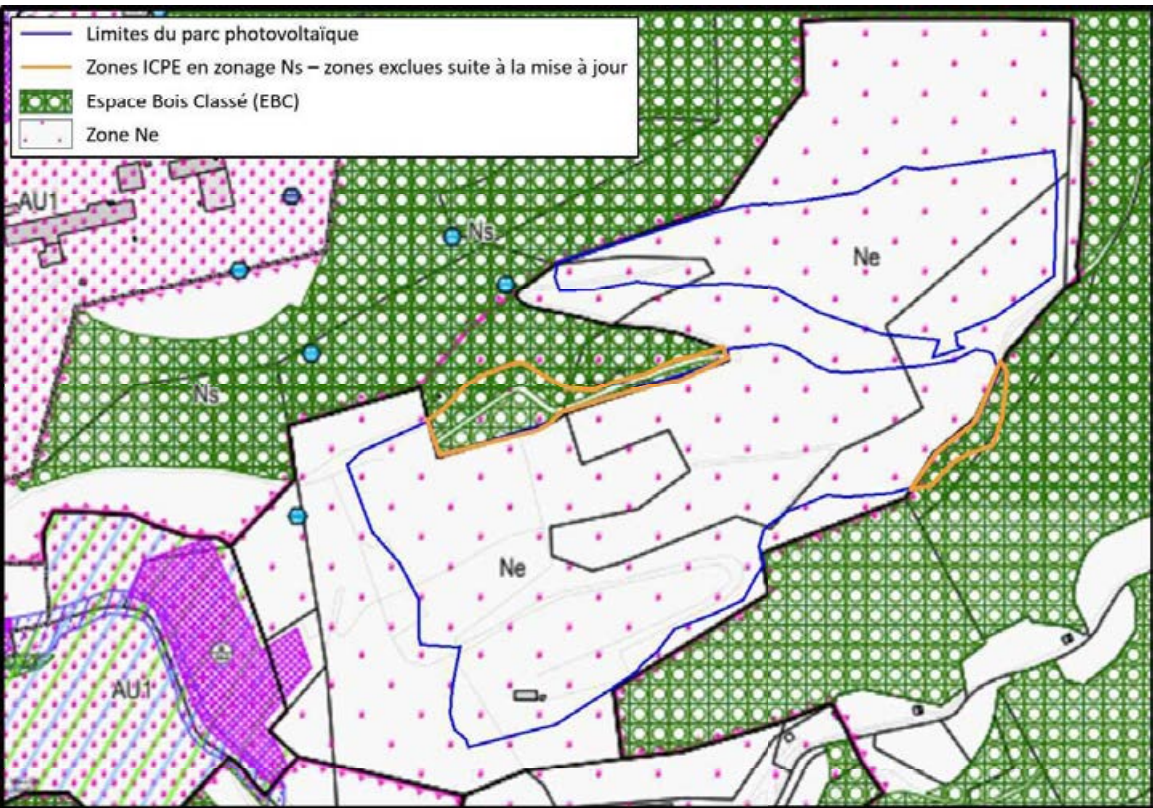 Limites du parc photovoltaïque
Zones ICPE en zonage Ns – zones exclues suite à la mise à jour
Espace Bois Classé (EBC)
Zone Ne
AU1
Ns
Ne
Ns
Ne
AU1